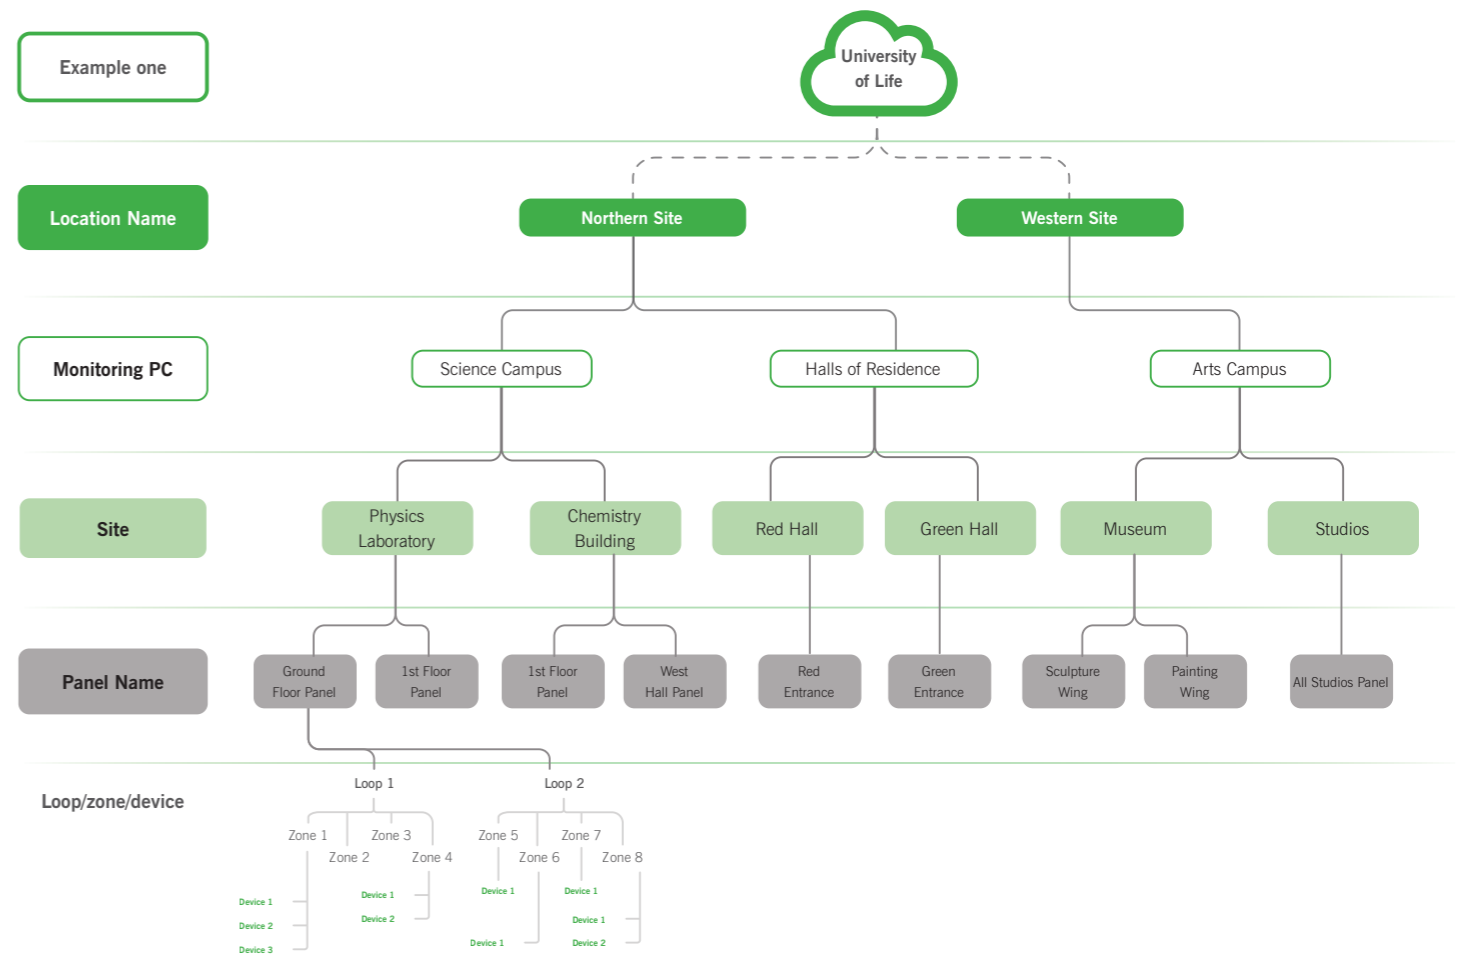 Example one
University
of Life
Location Name
Northern Site
Western Site
Monitoring PC
Science Campus
Halls of Residence
Arts Campus
Site
Physics
Laboratory
Chemistry
Building
Red Hall
Green Hall
Museum
Studios
Panel Name
Ground
Floor Panel
1st Floor
Panel
1st Floor
Panel
West
Hall Panel
Red
Entrance
Green
Entrance
Sculpture
Wing
Painting
Wing
All Studios Panel
Loop/zone/device
Loop 1
Loop 2
Zone 1
Zone 2
Zone 3
Zone 4
Zone 5
Zone 6
Zone 7
Zone 8
Device 1
Device 2
Device 3
Device 1
Device 2
Device 1
Device 1
Device 1
Device 1
Device 2